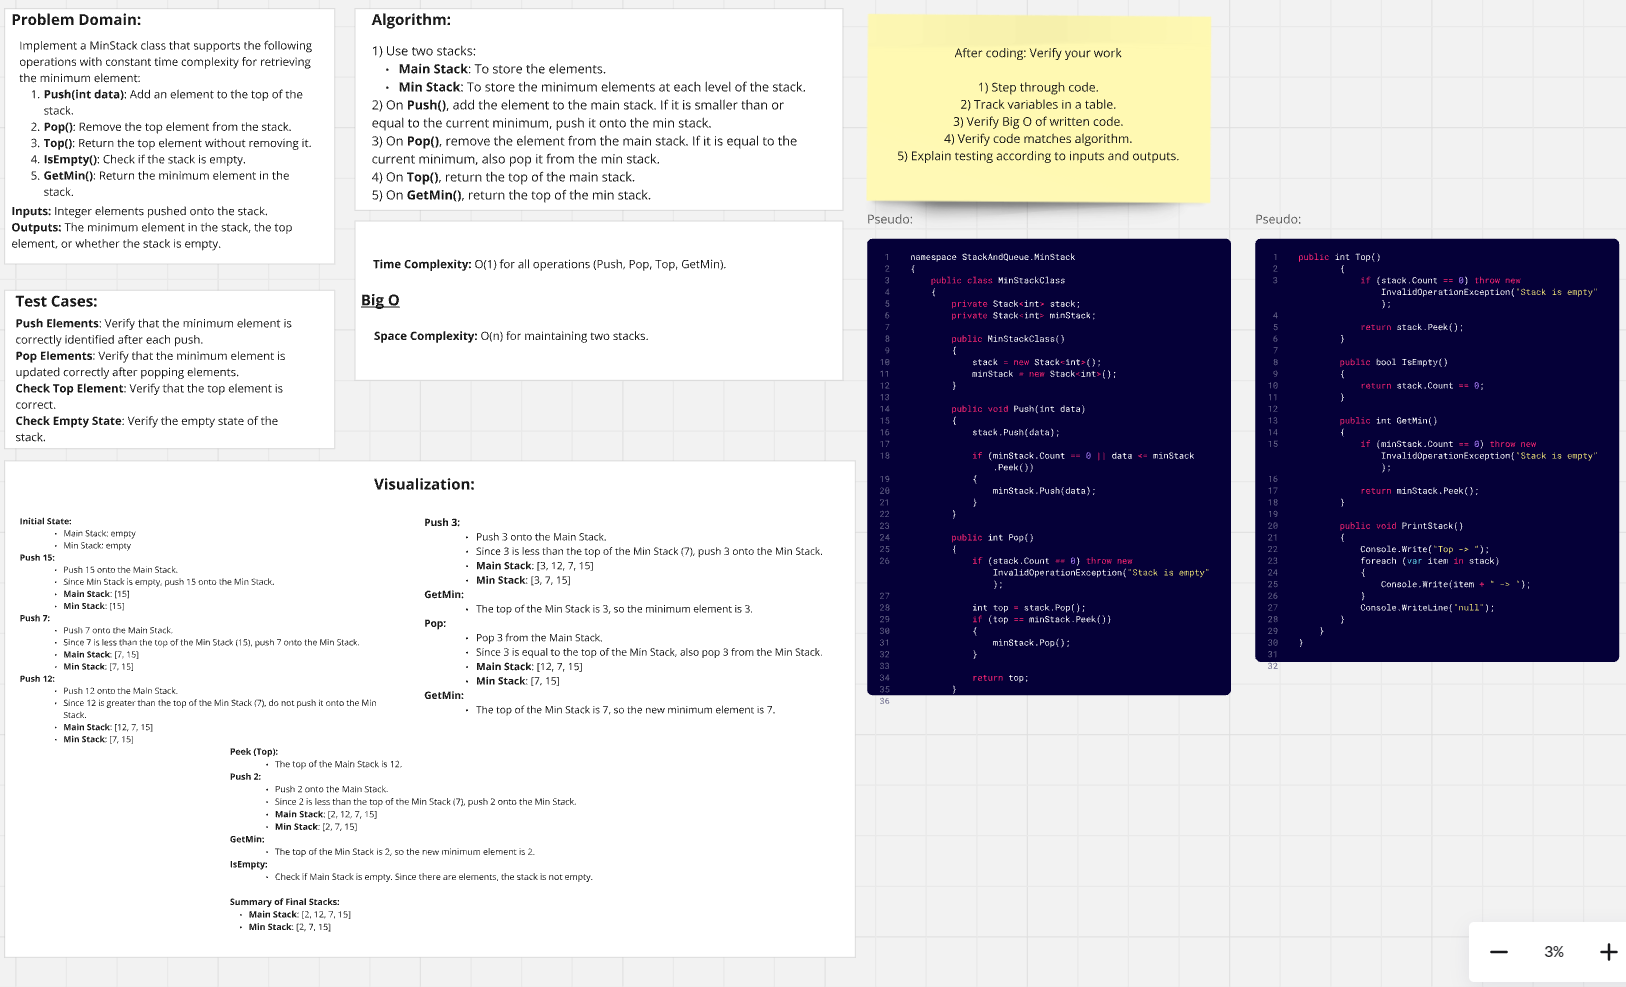 Problem Domain:
Implement a MinStack class that supports the following
operations with constant time complexity for retrieving
the minimum element:
1. Push(int data): Add an element to the top of the
stack.
2. Pop(): Remove the top element from the stack.
3. Top(): Return the top element without removing it.
4. IsEmpty(): Check if the stack is empty.
5. GetMin(): Return the minimum element in the
stack.
Inputs: Integer elements pushed onto the stack.
Outputs: The minimum element in the stack, the top
element, or whether the stack is empty.
Test Cases:
Push Elements: Verify that the minimum element is
correctly identified after each push.
Pop Elements: Verify that the minimum element is
updated correctly after popping elements.
Check Top Element: Verify that the top element is
correct.
Check Empty State: Verify the empty state of the
stack.
Algorithm:
1) Use two stacks:
• Main Stack: To store the elements.
• Min Stack: To store the minimum elements at each level of the stack.
2) On Push(), add the element to the main stack. If it is smaller than or
equal to the current minimum, push it onto the min stack.
3) On Pop(), remove the element from the main stack. If it is equal to the
current minimum, also pop it from the min stack.
4) On Top(), return the top of the main stack.
5) On GetMin(), return the top of the min stack.
Time Complexity: O(1) for all operations (Push, Pop, Top, GetMin).
Big O
Space Complexity: O(n) for maintaining two stacks.
Visualization:
Initial State:
• Main Stack: empty
• Min Stack: empty
Push 15:
• Push 15 onto the Main Stack.
• Since Min Stack is empty, push 15 onto the Min Stack.
• Main Stack: [15]
• Min Stack: [15]
Push 7:
• Push 7 onto the Main Stack.
• Since 7 is less than the top of the Min Stack (15), push 7 onto the Min Stack.
• Main Stack: [7, 15]
• Min Stack: [7, 15]
Push 12:
• Push 12 onto the Main Stack.
• Since 12 is greater than the top of the Min Stack (7), do not push it onto the Min
Stack.
• Main Stack: [12, 7, 15]
• Min Stack: [7, 15]
Push 3:
• Push 3 onto the Main Stack.
• Since 3 is less than the top of the Min Stack (7), push 3 onto the Min Stack.
• Main Stack: [3, 12, 7, 15]
• Min Stack: [3, 7, 15]
GetMin:
• The top of the Min Stack is 3, so the minimum element is 3.
Pop:
• Pop 3 from the Main Stack.
• Since 3 is equal to the top of the Min Stack, also pop 3 from the Min Stack.
• Main Stack: [12, 7, 15]
• Min Stack: [7, 15]
GetMin:
• The top of the Min Stack is 7, so the new minimum element is 7.
Peek (Top):
• The top of the Main Stack is 12.
Push 2:
• Push 2 onto the Main Stack.
• Since 2 is less than the top of the Min Stack (7), push 2 onto the Min Stack.
• Main Stack: [2, 12, 7, 15]
• Min Stack: [2, 7, 15]
GetMin:
• The top of the Min Stack is 2, so the new minimum element is 2.
IsEmpty:
• Check if Main Stack is empty. Since there are elements, the stack is not empty.
Summary of Final Stacks:
• Main Stack: [2, 12, 7, 15]
• Min Stack: [2, 7, 15]
After coding: Verify your work
1) Step through code.
2) Track variables in a table.
3) Verify Big O of written code.
4) Verify code matches algorithm.
5) Explain testing according to inputs and outputs.
Pseudo:
1 namespace StackAndQueue.MinStack
2 {
3 public class MinStackClass
4 {
5 private Stack<int> stack;
6 private Stack<int> minStack;
7
8 public MinStackClass()
9 {
10 stack = new Stack<int>();
11 minStack = new Stack<int>();
12 }
13
14 public void Push(int data)
15 {
16 stack.Push(data);
17
18 if (minStack.Count == 0 || data <= minStack
.Peek())
19 {
20 minStack.Push(data);
21 }
22 }
23
24 public int Pop()
25 {
26 if (stack.Count == 0) throw new
InvalidOperationException("Stack is empty"
);
27
28 int top = stack.Pop();
29 if (top == minStack.Peek())
30 {
31 minStack.Pop();
32 }
33
34 return top;
35 }
36
Pseudo:
1 public int Top()
2 {
3 if (stack.Count == 0) throw new
InvalidOperationException("Stack is empty"
);
4
5 return stack.Peek();
6 }
7
8 public bool IsEmpty()
9 {
10 return stack.Count == 0;
11 }
12
13 public int GetMin()
14 {
15 if (minStack.Count == 0) throw new
InvalidOperationException("Stack is empty"
);
16
17 return minStack.Peek();
18 }
19
20 public void PrintStack()
21 {
22 Console.Write("Top -> ");
23 foreach (var item in stack)
24 {
25 Console.Write(item + " -> ");
26 }
27 Console.WriteLine("null");
28 }
29 }
30 }
31
32
3%